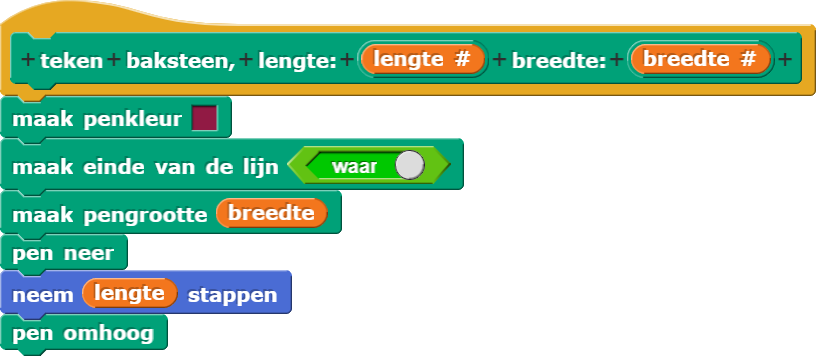 + teken + baksteen, + lengte: + lengte # + breedte: breedte # +
maak penkleur
maak einde van de lijn waar
maak pengrootte breedte
pen neer
neem lengte stappen
pen omhoog